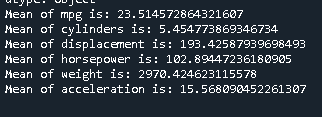 dtype: object
Mean of mpg is: 23.514572864321607
Mean of cylinders is: 5.454773869346734
Mean of displacement is: 193.42587939698493
Mean of horsepower is: 102.89447236180905
Mean of weight is: 2970.424623115578
Mean of acceleration is: 15.568090452261307